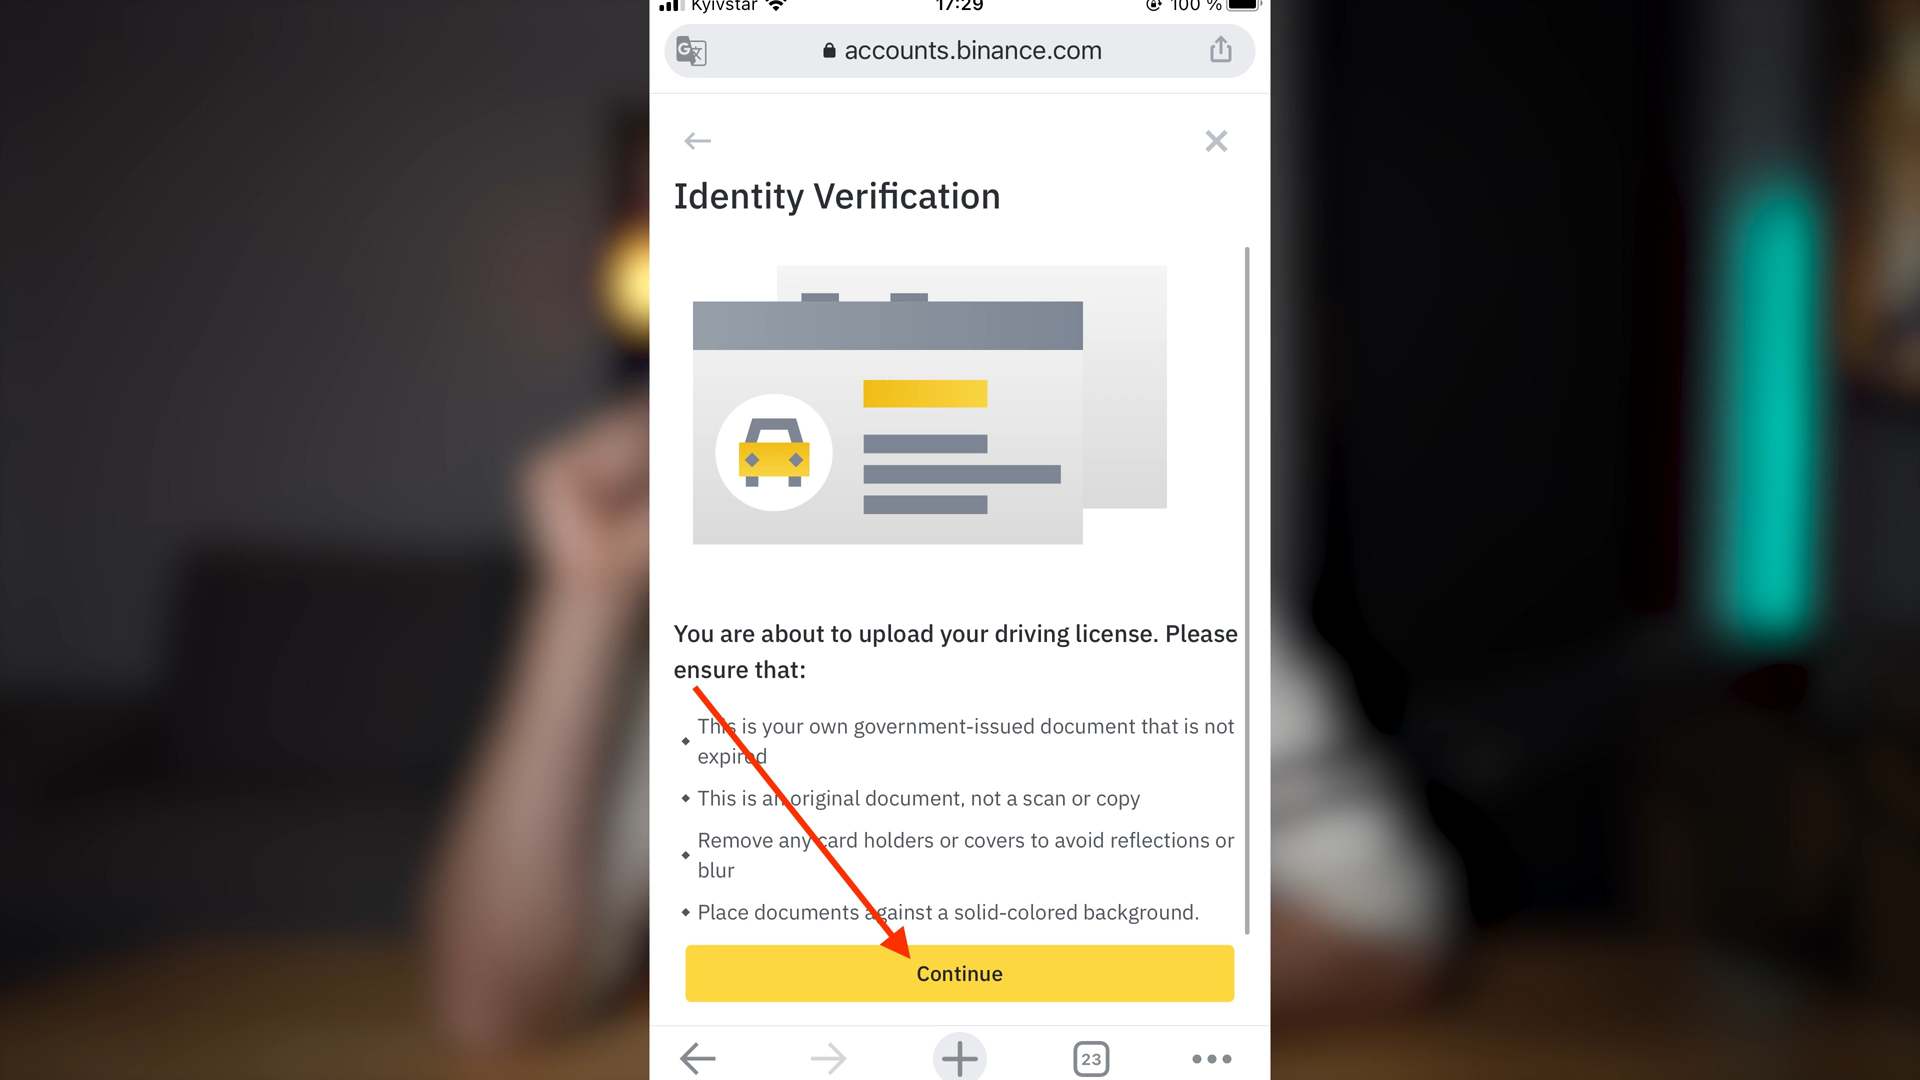 Kyivstar
17:29
100 %
accounts.binance.com
Identity Verification
You are about to upload your driving license. Please
ensure that:
This is your own government-issued document that is not
expired
This is an original document, not a scan or copy
Remove any card holders or covers to avoid reflections or
blur
Place documents against a solid-colored background.
Continue
23